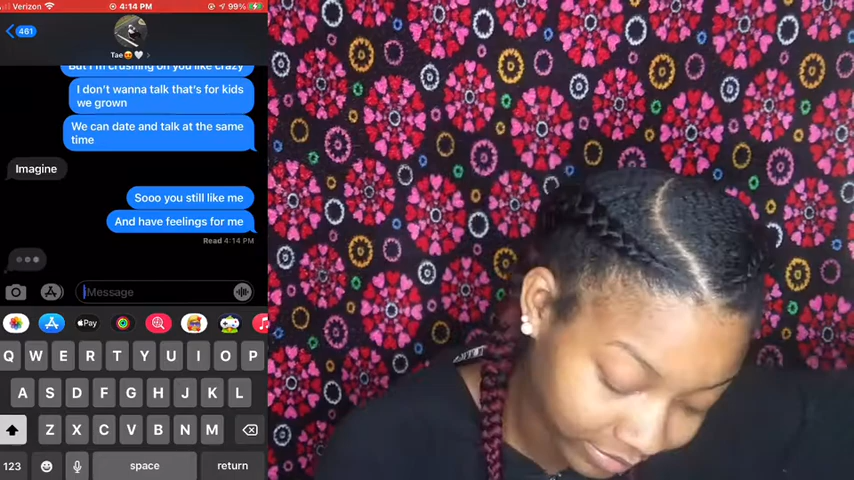 Verizon
4:14 PM
99%
461
Tae😍🤍 >
But I'm crushing on you like crazy
I don't wanna talk that's for kids
we grown
We can date and talk at the same
time
Imagine
Sooo you still like me
And have feelings for me
Read 4:14 PM
iMessage
Pay
Q W E R T Y U I O P
A S D F G H J K L
Z X C V B N M
123
space
return